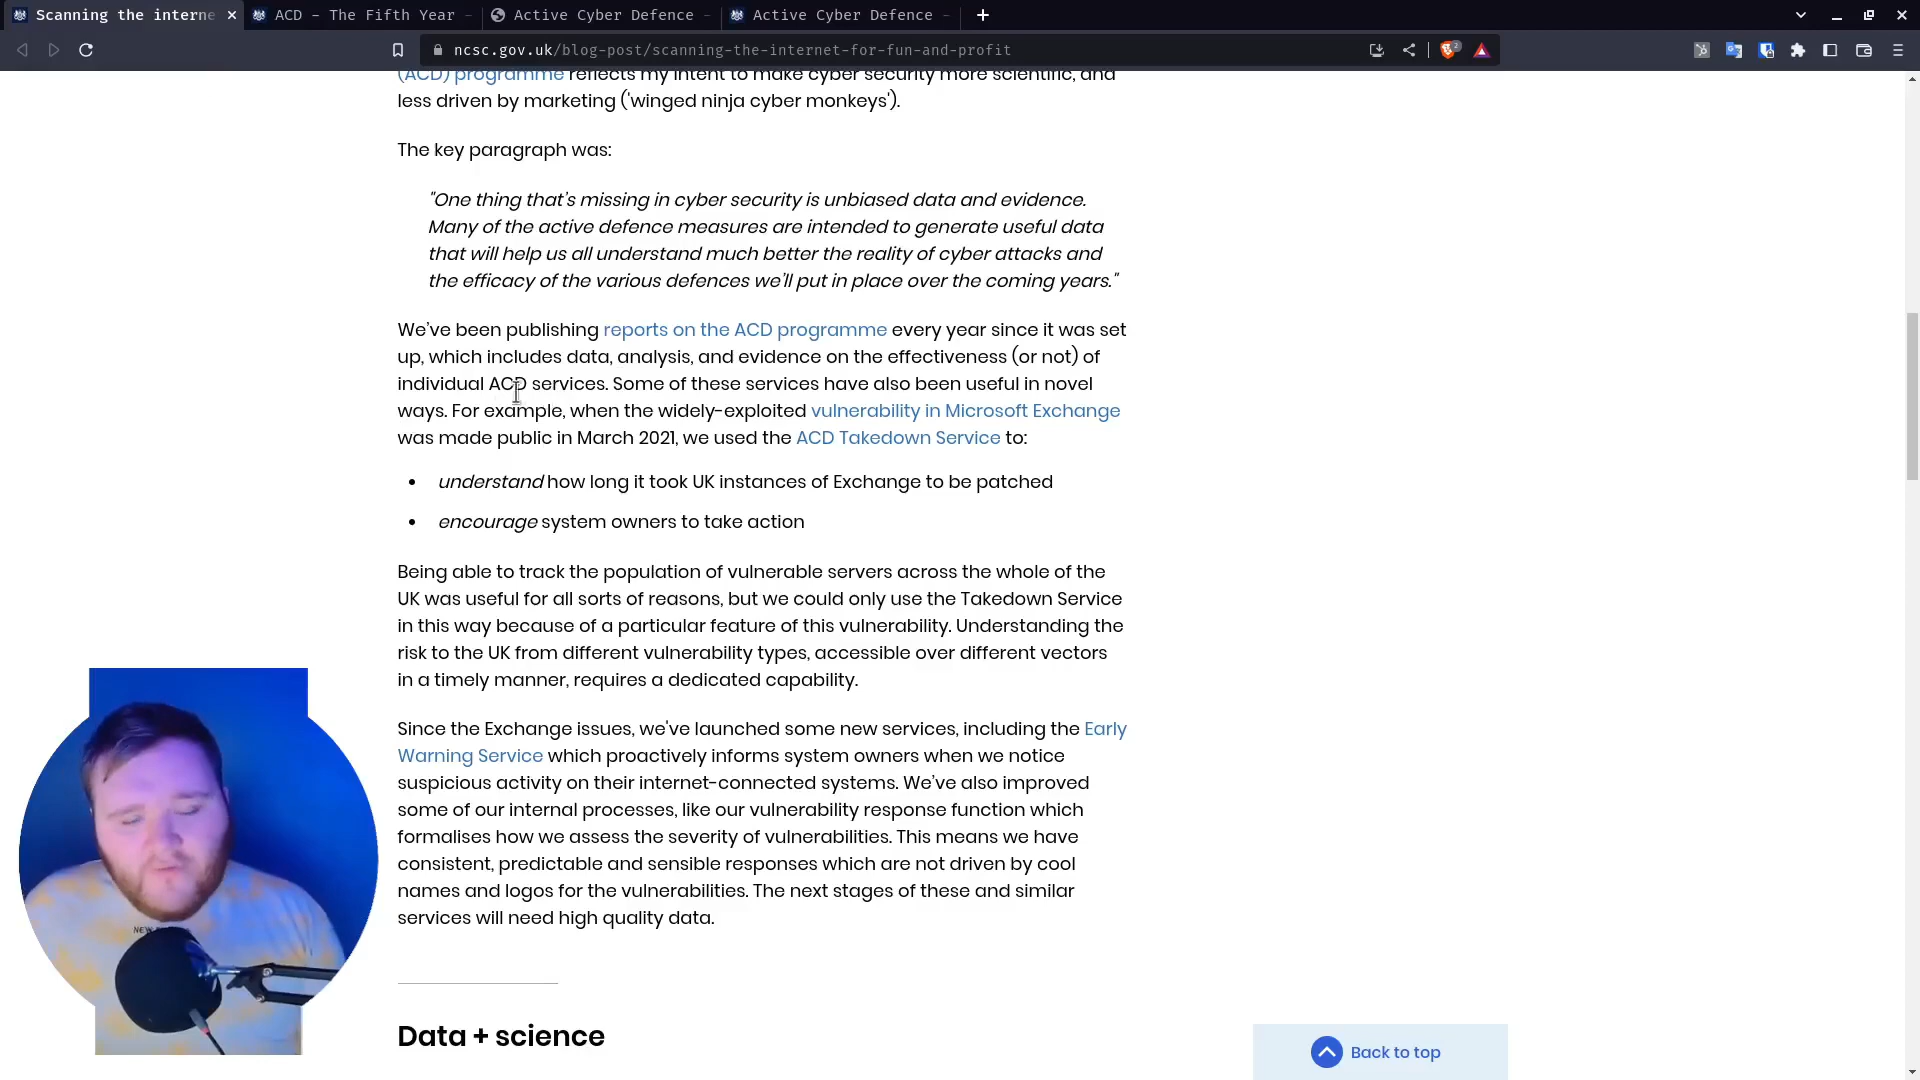 Scanning the interne
ACD – The Fifth Year –
Active Cyber Defence –
Active Cyber Defence –
ncsc.gov.uk/blog-post/scanning-the-internet-for-fun-and-profit
2
(ACD) programme reflects my intent to make cyber security more scientific, and
less driven by marketing ('winged ninja cyber monkeys').
The key paragraph was:
"One thing that's missing in cyber security is unbiased data and evidence.
Many of the active defence measures are intended to generate useful data
that will help us all understand much better the reality of cyber attacks and
the efficacy of the various defences we'll put in place over the coming years."
We've been publishing reports on the ACD programme every year since it was set
up, which includes data, analysis, and evidence on the effectiveness (or not) of
individual ACD services. Some of these services have also been useful in novel
ways. For example, when the widely-exploited vulnerability in Microsoft Exchange
was made public in March 2021, we used the ACD Takedown Service to:
• understand how long it took UK instances of Exchange to be patched
• encourage system owners to take action
Being able to track the population of vulnerable servers across the whole of the
UK was useful for all sorts of reasons, but we could only use the Takedown Service
in this way because of a particular feature of this vulnerability. Understanding the
risk to the UK from different vulnerability types, accessible over different vectors
in a timely manner, requires a dedicated capability.
Since the Exchange issues, we've launched some new services, including the Early
Warning Service which proactively informs system owners when we notice
suspicious activity on their internet-connected systems. We've also improved
some of our internal processes, like our vulnerability response function which
formalises how we assess the severity of vulnerabilities. This means we have
consistent, predictable and sensible responses which are not driven by cool
names and logos for the vulnerabilities. The next stages of these and similar
services will need high quality data.
NEW
Data + science
Back to top